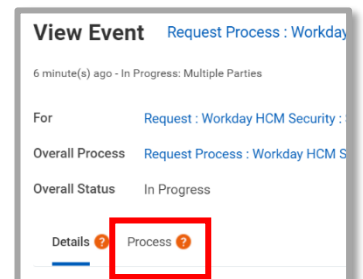 View Event Request Process : Workday
6 minute(s) ago - In Progress: Multiple Parties
For Request : Workday HCM Security :
Overall Process Request Process : Workday HCM S
Overall Status In Progress
Details ? Process ?